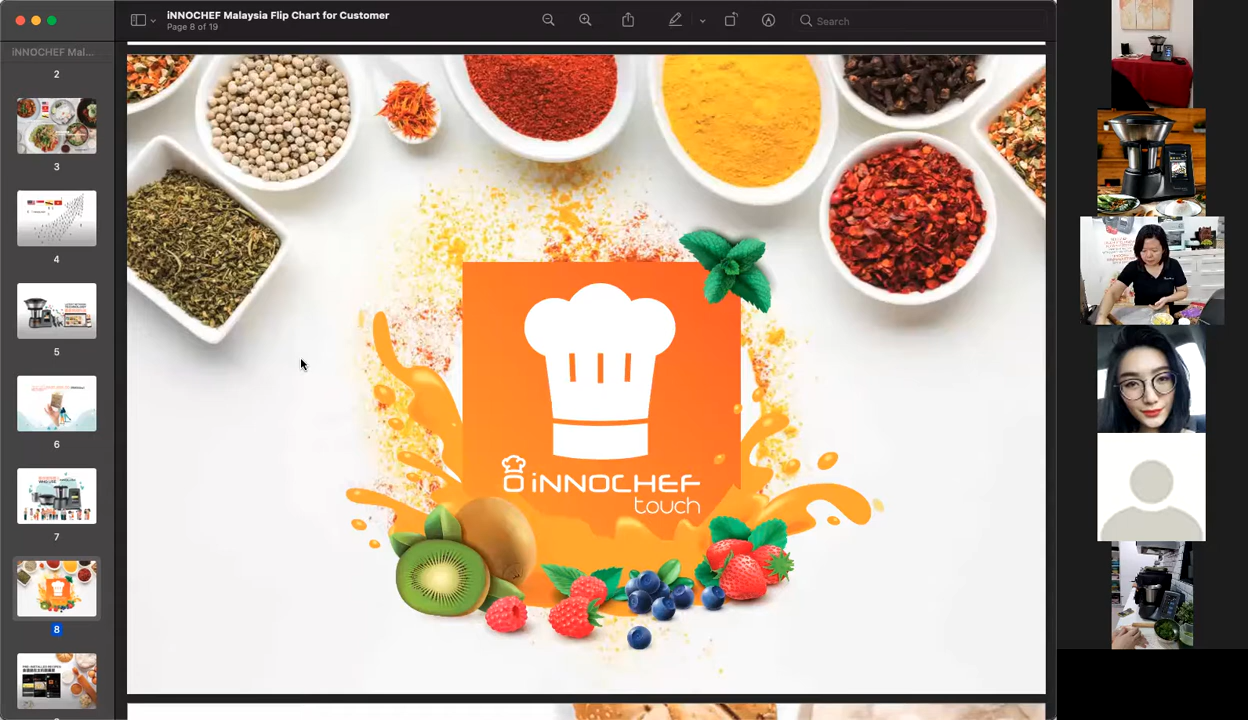 iNNOCHEF Malaysia Flip Chart for Customer
Page 8 of 19
Search
iNNOCHEF Mal...
2
3
4
5
6
7
8
iNNOCHEF
touch